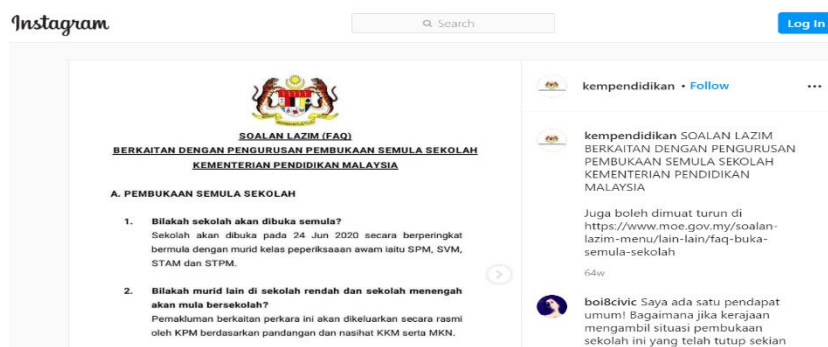 Instagram
Search
Log In
SOALAN LAZIM (FAQ)
BERKAITAN DENGAN PENGURUSAN PEMBUKAAN SEMULA SEKOLAH
KEMENTERIAN PENDIDIKAN MALAYSIA
A. PEMBUKAAN SEMULA SEKOLAH
1. Bilakah sekolah akan dibuka semula?
Sekolah akan dibuka pada 24 Jun 2020 secara berperingkat
bermula dengan murid kelas peperiksaaan awam iaitu SPM, SVM,
STAM dan STPM.
2. Bilakah murid lain di sekolah rendah dan sekolah menengah
akan mula bersekolah?
Pemakluman berkaitan perkara ini akan dikeluarkan secara rasmi
oleh KPM berdasarkan pandangan dan nasihat KKM serta MKN.
kempendidikan • Follow
kempendidikan SOALAN LAZIM
BERKAITAN DENGAN PENGURUSAN
PEMBUKAAN SEMULA SEKOLAH
KEMENTERIAN PENDIDIKAN
MALAYSIA
Juga boleh dimuat turun di
https://www.moe.gov.my/soalan-
lazim-menu/lain-lain/faq-buka-
semula-sekolah
64w
boi8civic Saya ada satu pendapat
umum! Bagaimana jika kerajaan
mengambil situasi pembukaan
sekolah ini yang telah tutup sekian